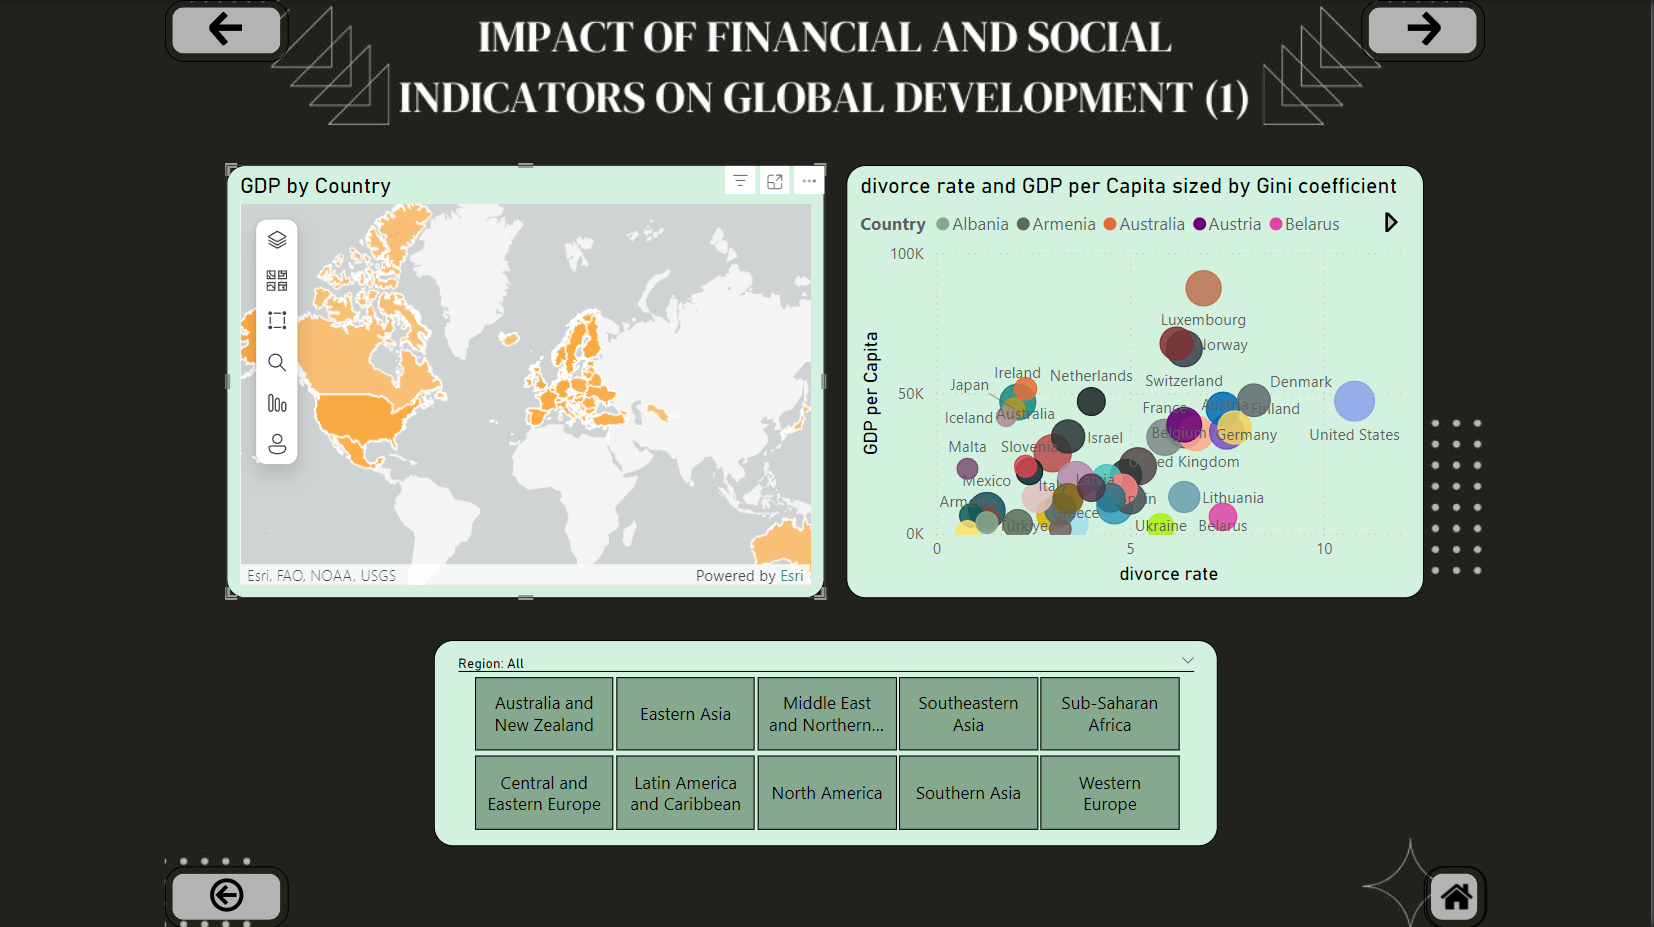 IMPACT OF FINANCIAL AND SOCIAL
INDICATORS ON GLOBAL DEVELOPMENT (1)
GDP by Country
Esri, FAO, NOAA, USGS
Powered by Esri
divorce rate and GDP per Capita sized by Gini coefficient
Country
Albania
Armenia
Australia
Austria
Belarus
GDP per Capita
100K
50K
0K
Luxembourg
Norway
Ireland
Netherlands
Switzerland
Denmark
Japan
France
Austria
Finland
Iceland
Australia
Belgium
Germany
United States
Israel
Malta
Slovenia
United Kingdom
Mexico
Italy
Latvia
Armenia
Spain
Lithuania
Greece
Türkiye
Ukraine
Belarus
0
5
10
divorce rate
Region: All
Australia and
New Zealand
Eastern Asia
Middle East
and Northern...
Southeastern
Asia
Sub-Saharan
Africa
Central and
Eastern Europe
Latin America
and Caribbean
North America
Southern Asia
Western
Europe